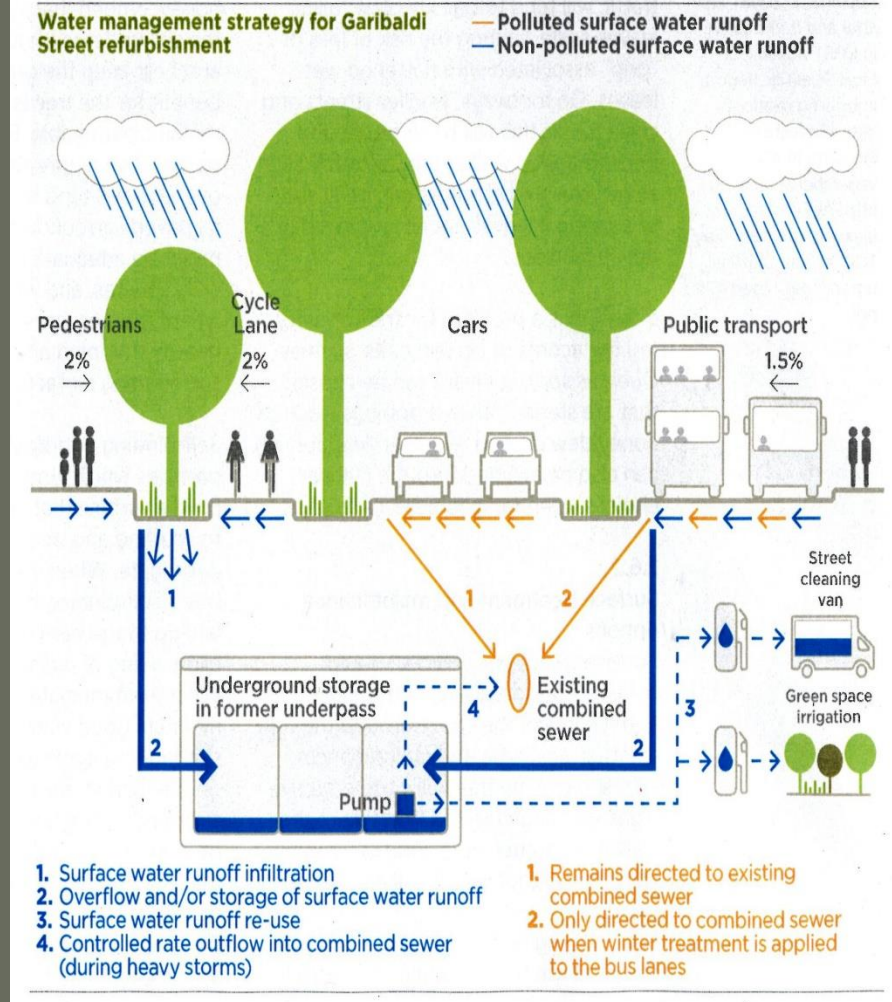 Water management strategy for Garibaldi
Street refurbishment
Polluted surface water runoff
Non-polluted surface water runoff
Pedestrians
2%
Cycle
Lane
2%
Cars
Public transport
1.5%
1
1
2
Street
cleaning
van
Underground storage
in former underpass
4
Existing
combined
sewer
3
Green space
irrigation
2
2
Pump
1. Surface water runoff infiltration
2. Overflow and/or storage of surface water runoff
3. Surface water runoff re-use
4. Controlled rate outflow into combined sewer
(during heavy storms)
1. Remains directed to existing
combined sewer
2. Only directed to combined sewer
when winter treatment is applied
to the bus lanes